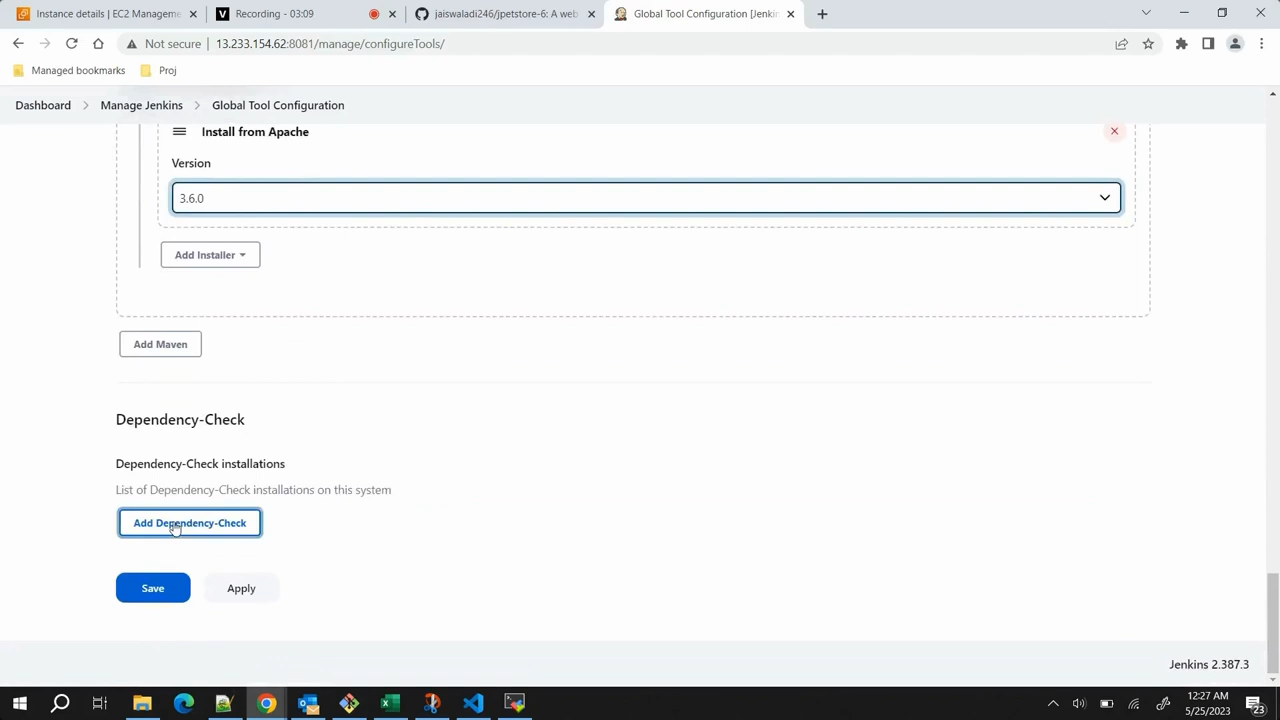 Instance details | EC2 Manageme
Recording - 03:09
jaiswaladi246/jpetstore-6: A web
Global Tool Configuration [Jenkin
Not secure
13.233.154.62:8081/manage/configureTools/
Managed bookmarks
Proj
Dashboard
Manage Jenkins
Global Tool Configuration
Install from Apache
Version
3.6.0
Add Installer
Add Maven
Dependency-Check
Dependency-Check installations
List of Dependency-Check installations on this system
Add Dependency-Check
Save
Apply
Jenkins 2.387.3
12:27 AM
5/25/2023
23